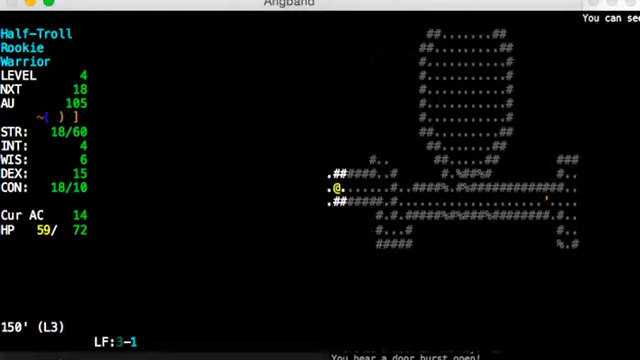 Angband
You can see
Half-Troll
Rookie
Warrior
LEVEL 4
NXT 18
AU 105
~( ) ]
STR: 18/60
INT: 4
WIS: 6
DEX: 15
CON: 18/10
Cur AC 14
HP 59/ 72
150' (L3)
LF:3-1
You hear a door burst open!